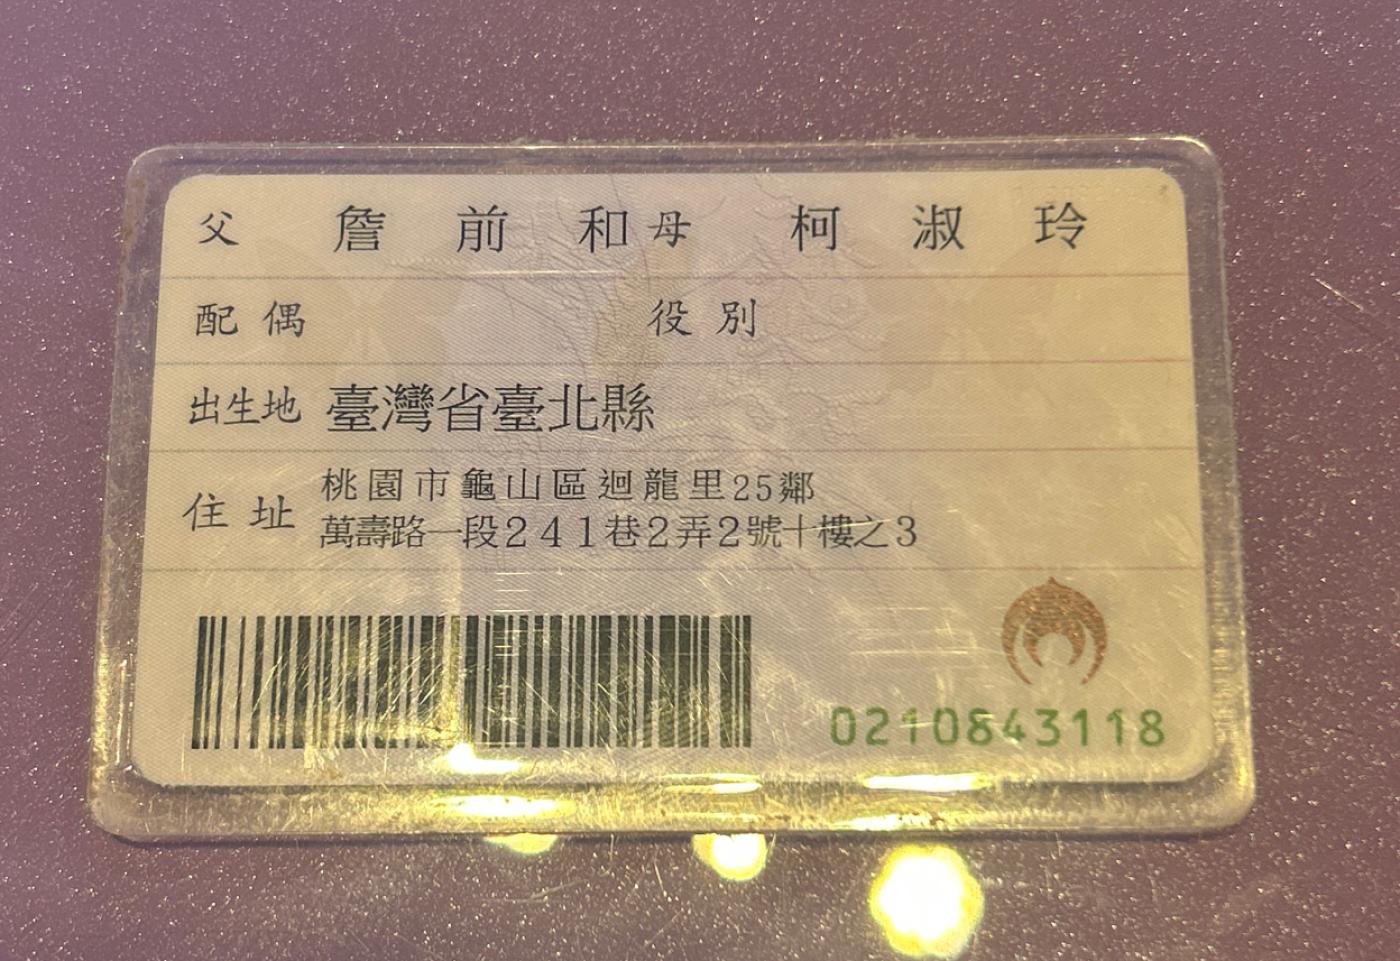 父 詹前和 母 柯淑玲
配偶 役別
出生地 臺灣省臺北縣
住址 桃園市龜山區迴龍里25鄰
萬壽路一段241巷2弄2號十樓之3
0210843118